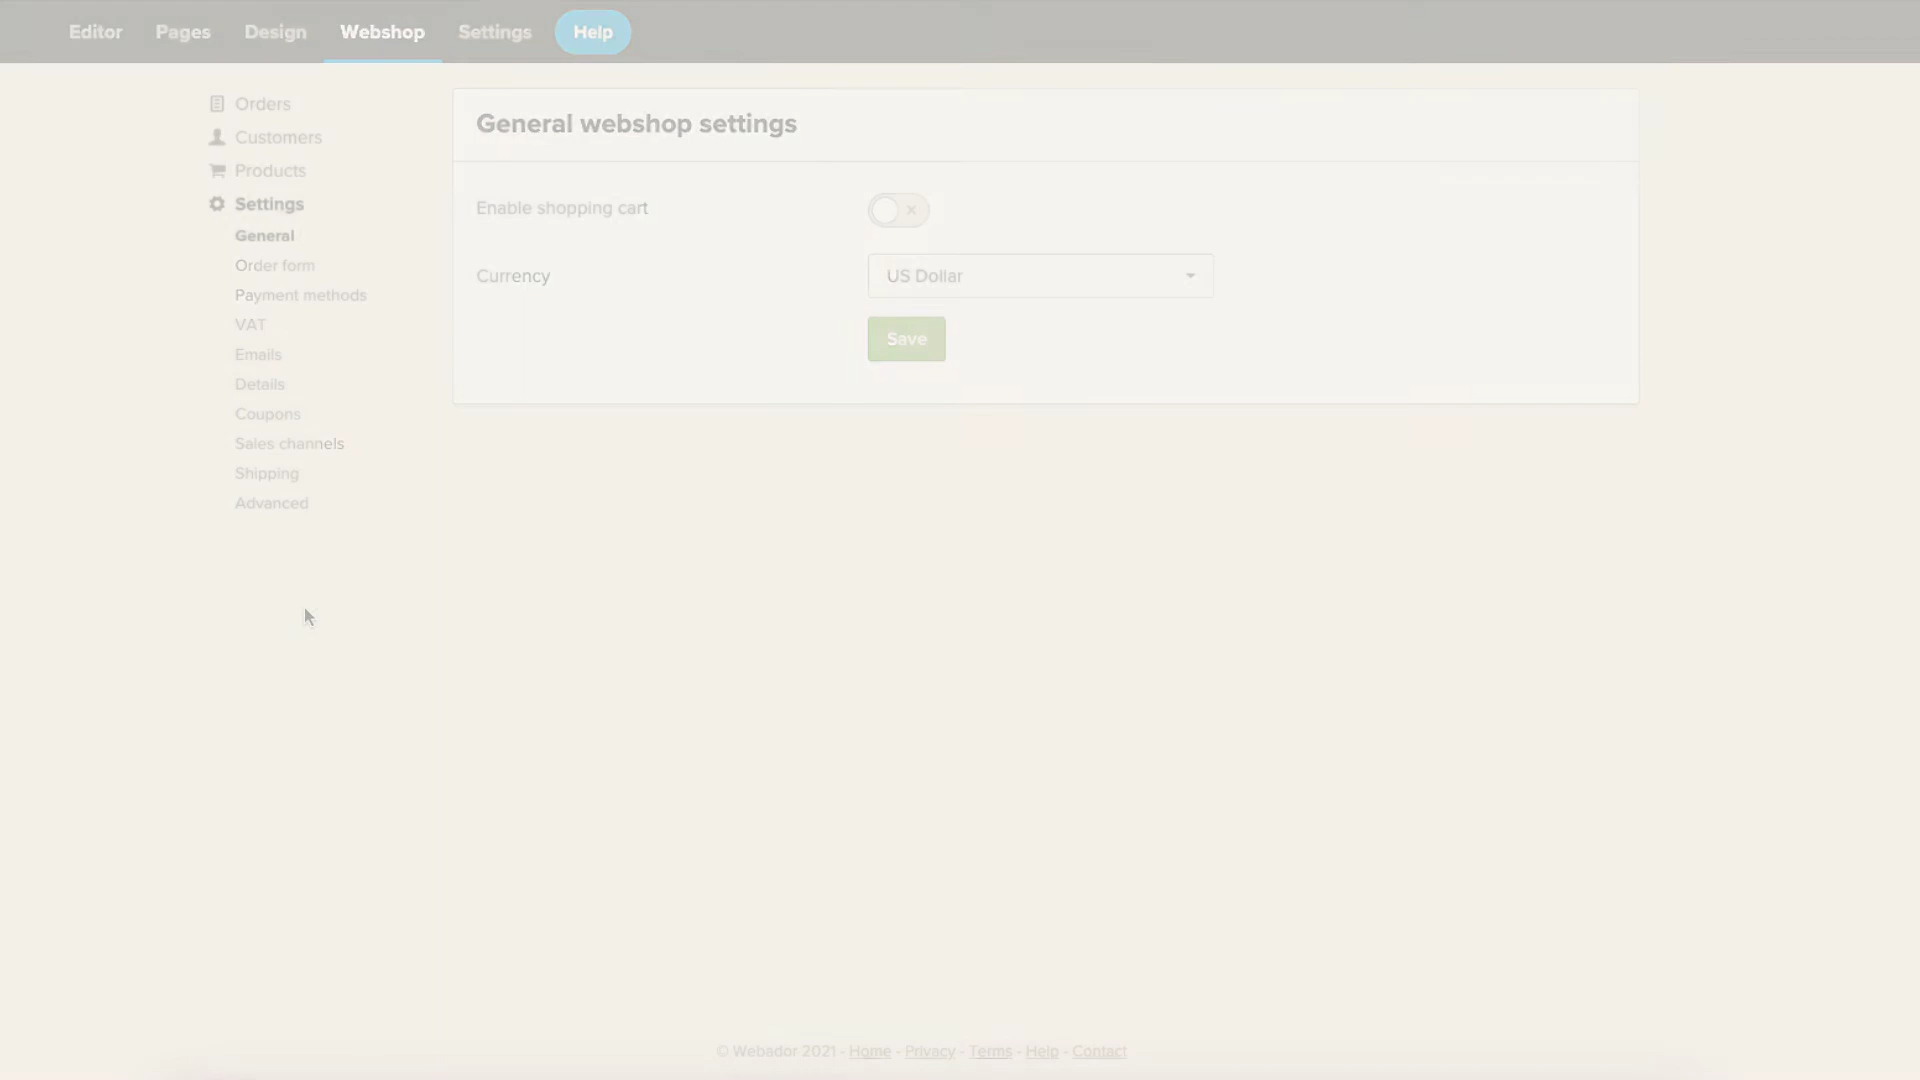 Editor Pages Design Webshop Settings Help
Orders
Customers
Products
Settings
General
Order form
Payment methods
VAT
Emails
Details
Coupons
Sales channels
Shipping
Advanced
General webshop settings
Enable shopping cart
Currency US Dollar
Save
© Webador 2021 - Home - Privacy - Terms - Help - Contact